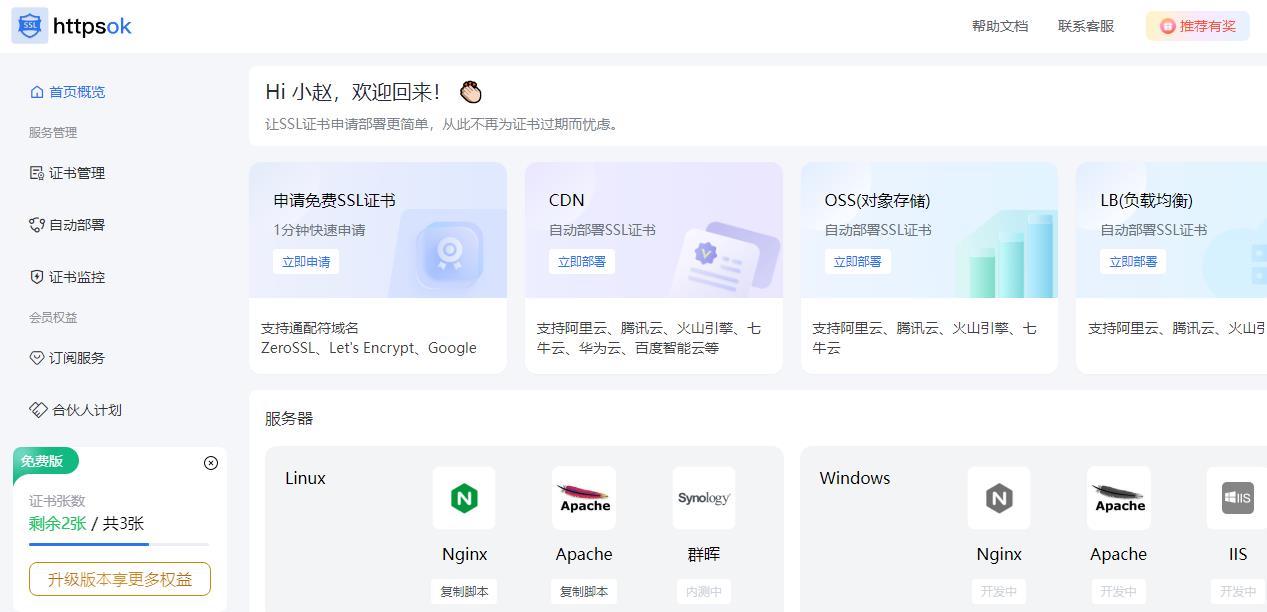 SSL
httpsok
帮助文档
联系客服
推荐有奖
首页概览
服务管理
证书管理
自动部署
证书监控
会员权益
订阅服务
合伙人计划
免费版
证书张数
剩余2张 / 共3张
升级版本享更多权益
Hi 小赵，欢迎回来！
让SSL证书申请部署更简单，从此不再为证书过期而忧虑。
申请免费SSL证书
1分钟快速申请
立即申请
支持通配符域名
ZeroSSL、Let's Encrypt、Google
CDN
自动部署SSL证书
立即部署
支持阿里云、腾讯云、火山引擎、七
牛云、华为云、百度智能云等
OSS(对象存储)
自动部署SSL证书
立即部署
支持阿里云、腾讯云、火山引擎、七
牛云
LB(负载均衡)
自动部署SSL证书
立即部署
支持阿里云、腾讯云、火山引
服务器
Linux
N
Nginx
复制脚本
Apache
Apache
复制脚本
Synology
群晖
内测中
Windows
N
Nginx
开发中
Apache
Apache
开发中
IIS
IIS
开发中